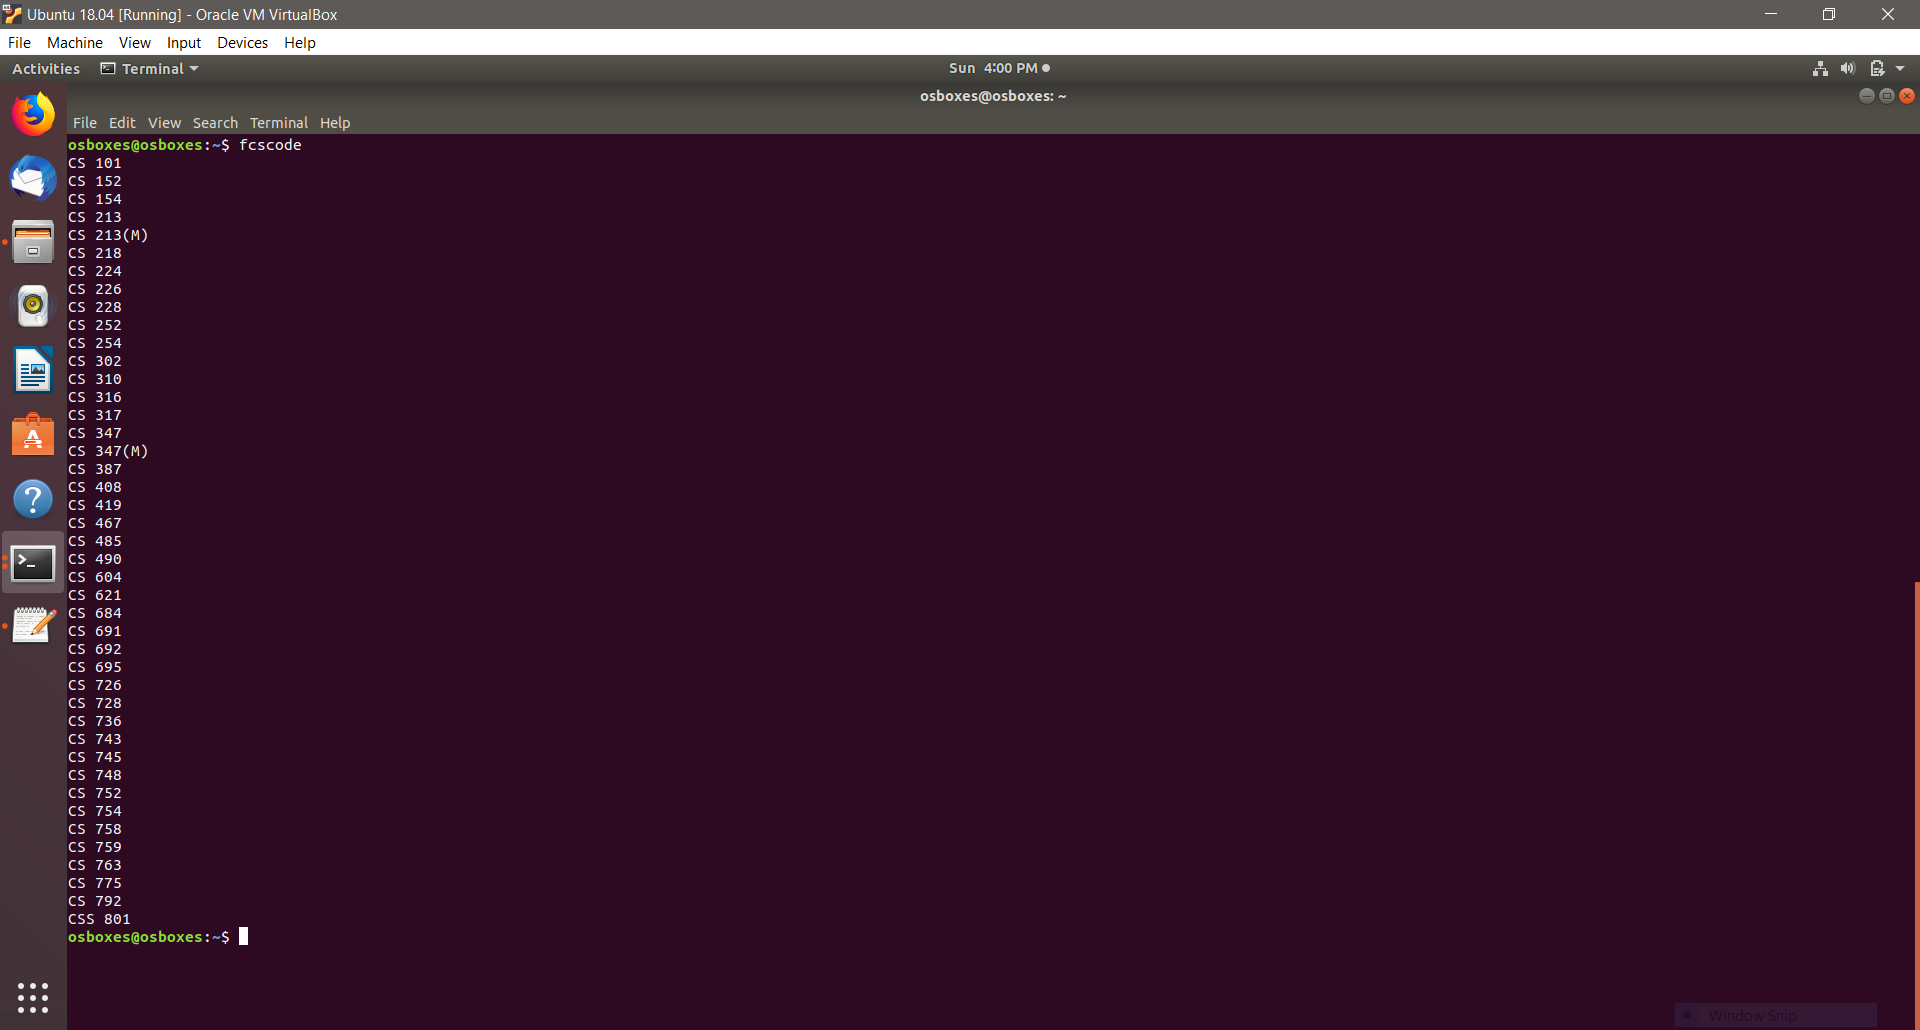 Ubuntu 18.04 [Running] - Oracle VM VirtualBox
File Machine View Input Devices Help
Activities Terminal Sun 4:00 PM
osboxes@osboxes: ~
File Edit View Search Terminal Help
osboxes@osboxes:~$ fcscode
CS 101
CS 152
CS 154
CS 213
CS 213(M)
CS 218
CS 224
CS 226
CS 228
CS 252
CS 254
CS 302
CS 310
CS 316
CS 317
CS 347
CS 347(M)
CS 387
CS 408
CS 419
CS 467
CS 485
CS 490
CS 604
CS 621
CS 684
CS 691
CS 692
CS 695
CS 726
CS 728
CS 736
CS 743
CS 745
CS 748
CS 752
CS 754
CS 758
CS 759
CS 763
CS 775
CS 792
CSS 801
osboxes@osboxes:~$
Window Snip